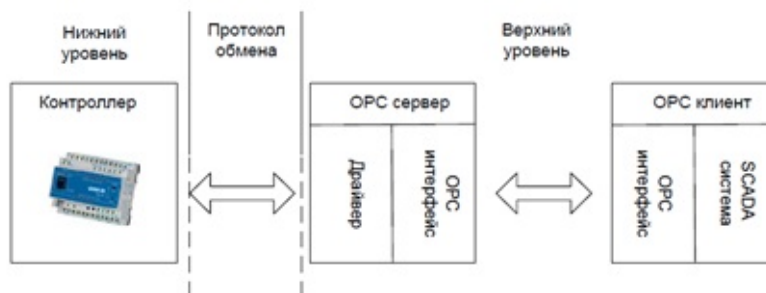 Нижний
уровень
Протокол
обмена
Верхний
уровень
Контроллер
OPC сервер
Драйвер
OPC
интерфейс
OPC клиент
OPC
интерфейс
SCADA
система